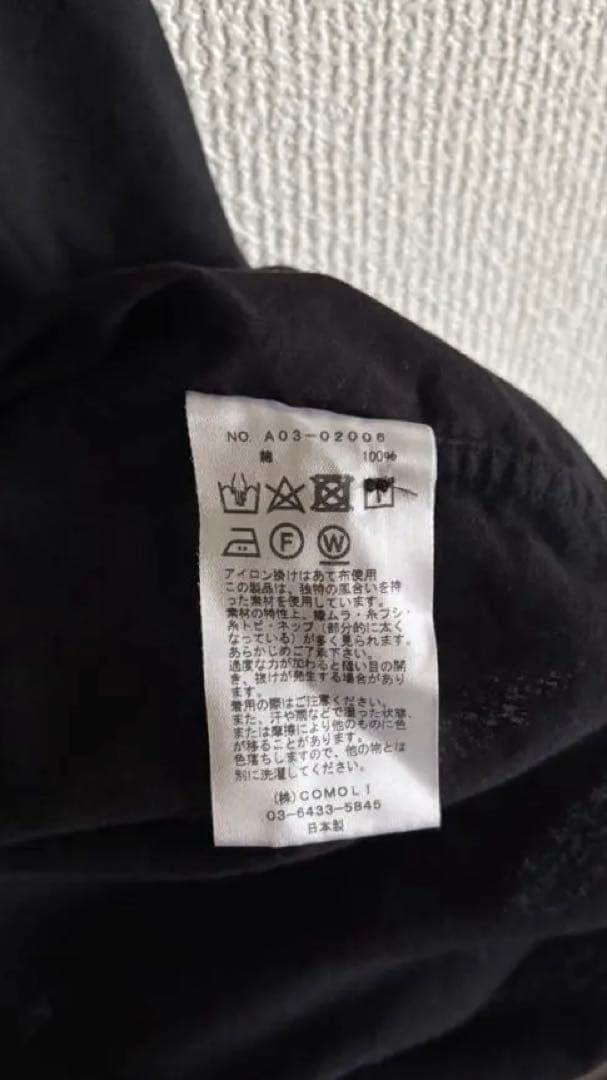 NO. A03-02006
綿 100%
F W
アイロン掛けはあて布使用
この製品は、独特の風合いを持
った素材を使用しています。
素材の特性上、織ムラ・糸フシ・
糸トビ・ネップ（部分的に太く
なっている）が多く見られます。
あらかじめご了承下さい。
過度な力が加わると縫い目の開
き、抜けが発生する場合があり
ます。
着用の際はご注意ください。
また、汗や雨などで湿った状態、
または摩擦により他のものに色
が移ることがあります。
色落ちしますので、他の物とは
別に洗濯してください。
(株)COMOLI
03-6433-5845
日本製